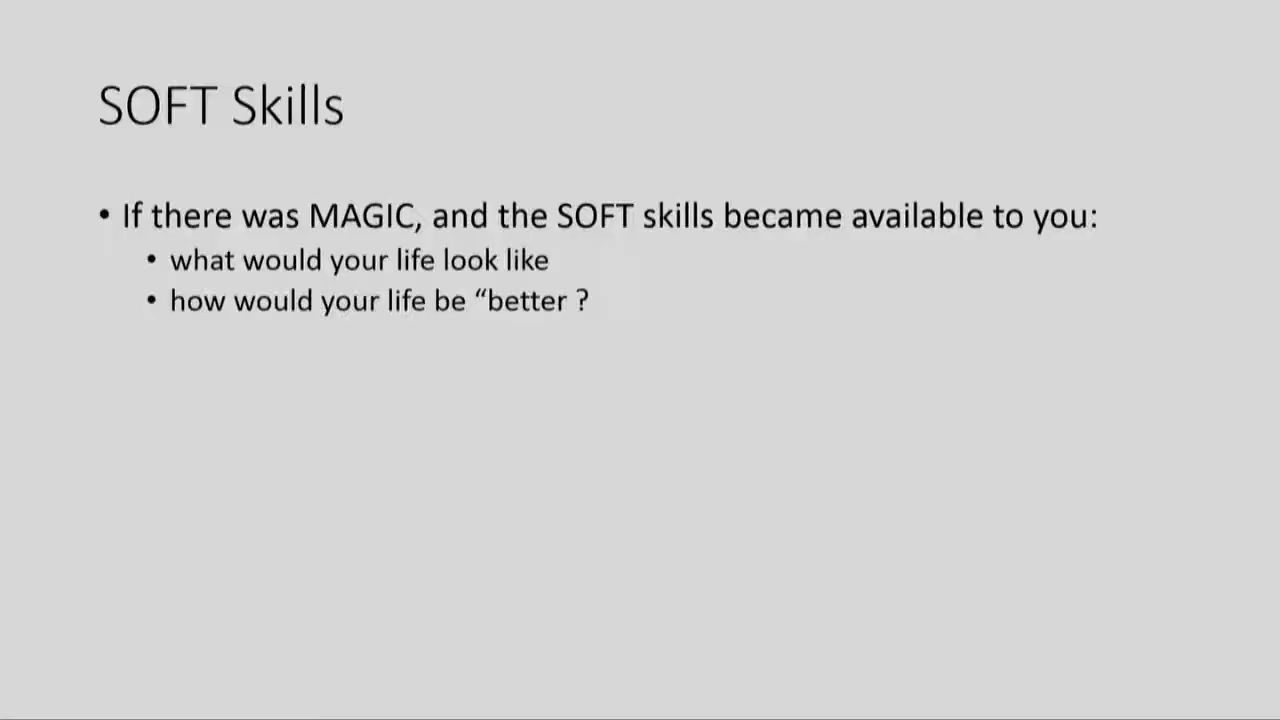 SOFT Skills
• If there was MAGIC, and the SOFT skills became available to you:
• what would your life look like
• how would your life be “better ?